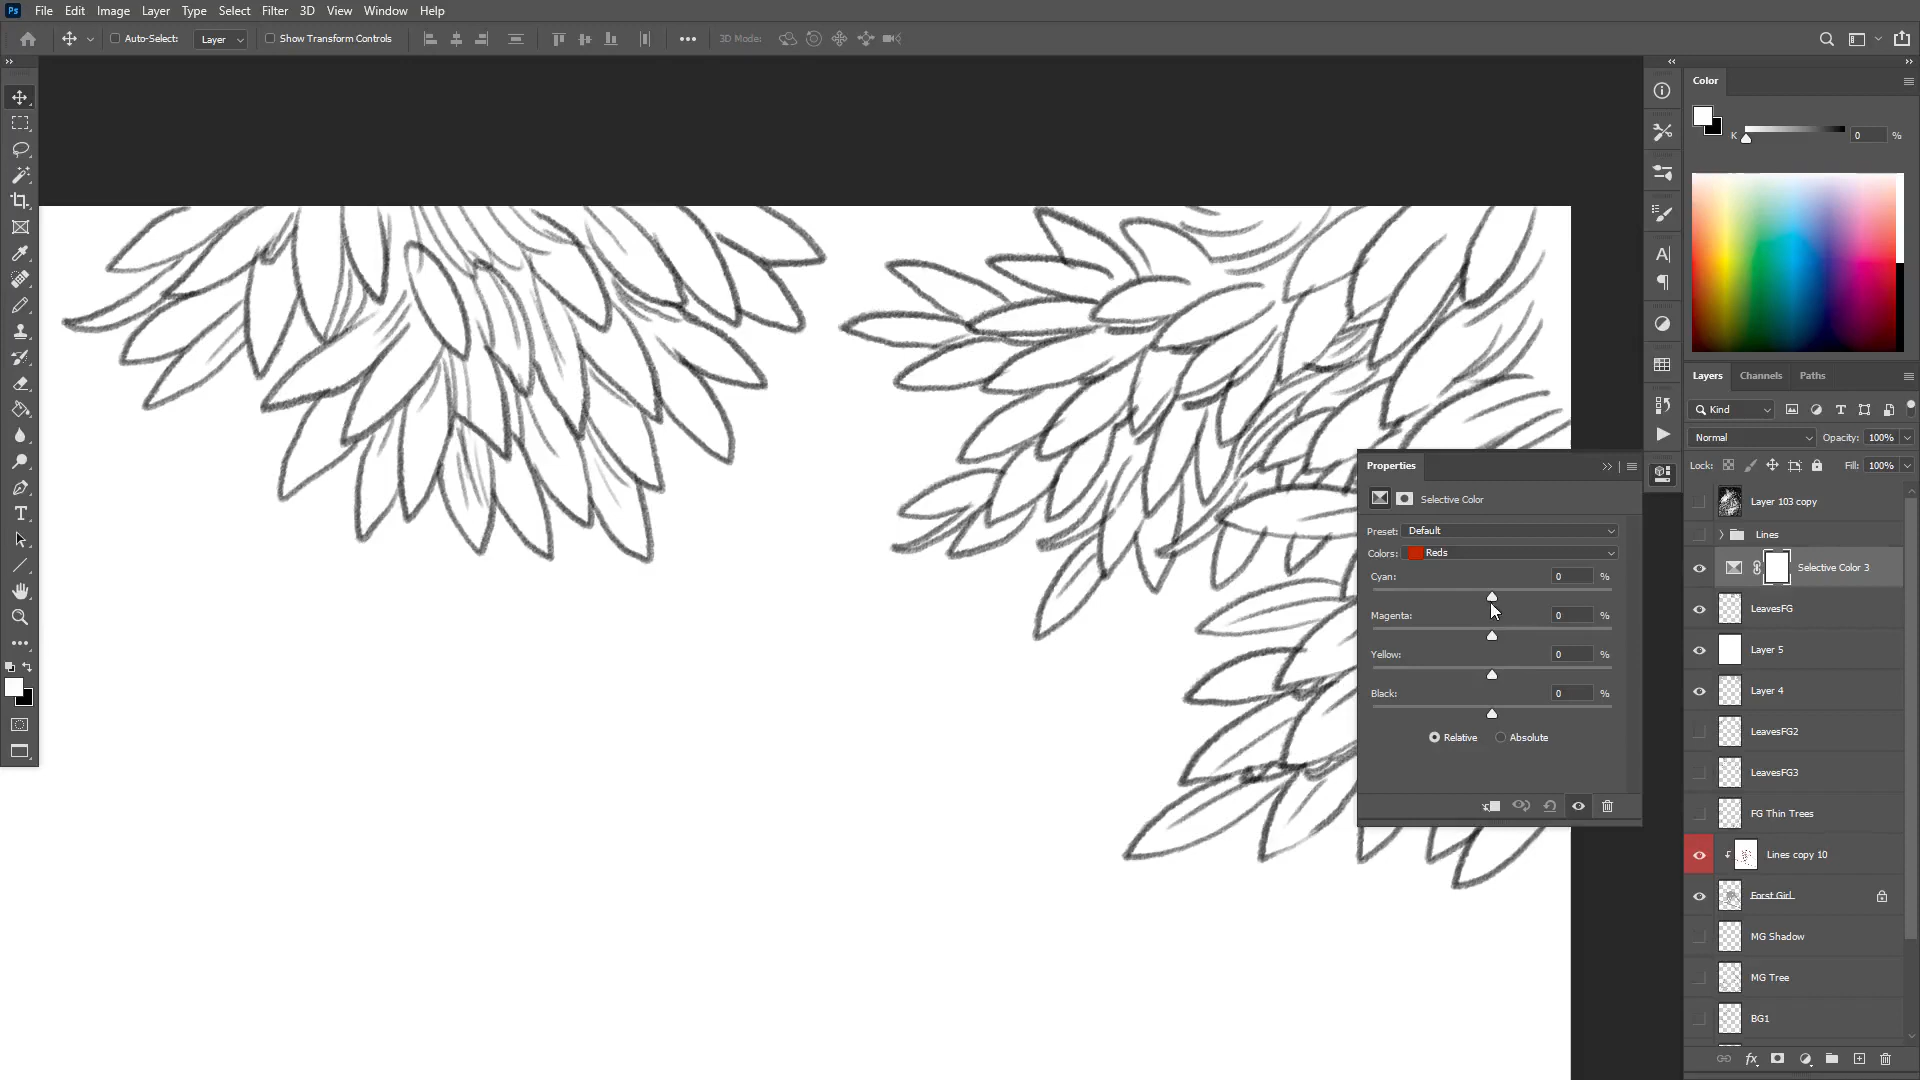 Ps File Edit Image Layer Type Select Filter 3D View Window Help
Auto-Select: Layer Show Transform Controls 3D Mode:
Color
K 0 %
Layers Channels Paths
Kind
Normal Opacity: 100%
Lock: Fill: 100%
Layer 103 copy
Lines
Selective Color 3
LeavesFG
Layer 5
Layer 4
LeavesFG2
LeavesFG3
FG Thin Trees
Lines copy 10
Forst Girl
MG Shadow
MG Tree
BG1
Properties
Selective Color
Preset: Default
Colors: Reds
Cyan: 0 %
Magenta: 0 %
Yellow: 0 %
Black: 0 %
Relative Absolute